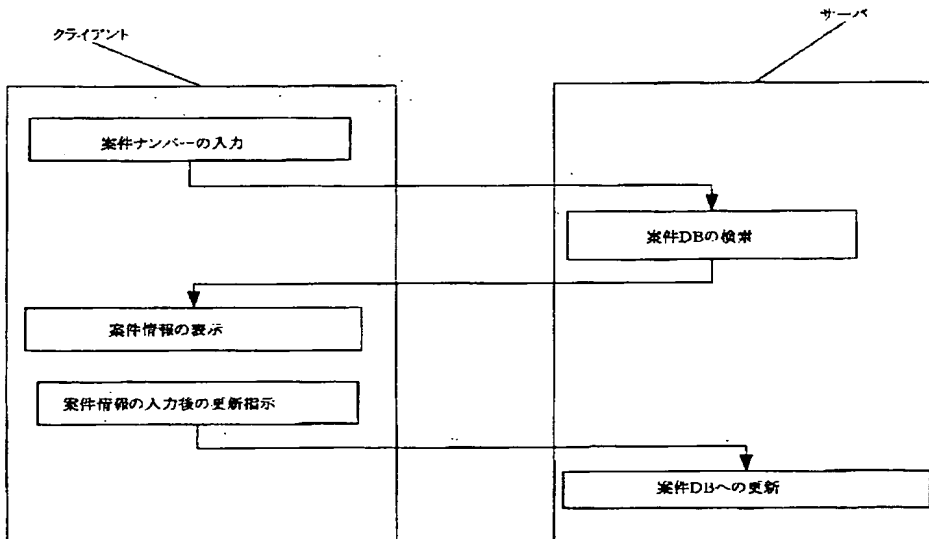 クライアント
サーバ
案件ナンバーの入力
案件DBの検索
案件情報の表示
案件情報の入力後の更新指示
案件DBへの更新